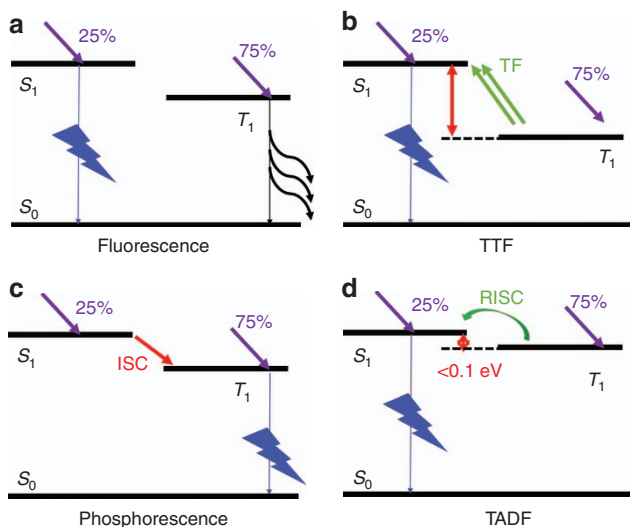 a
25%
75%
S1
T1
S0
Fluorescence
b
25%
TF
75%
S1
T1
S0
TTF
c
25%
75%
S1
ISC
T1
S0
Phosphorescence
d
25%
RISC
75%
S1
T1
<0.1 eV
S0
TADF